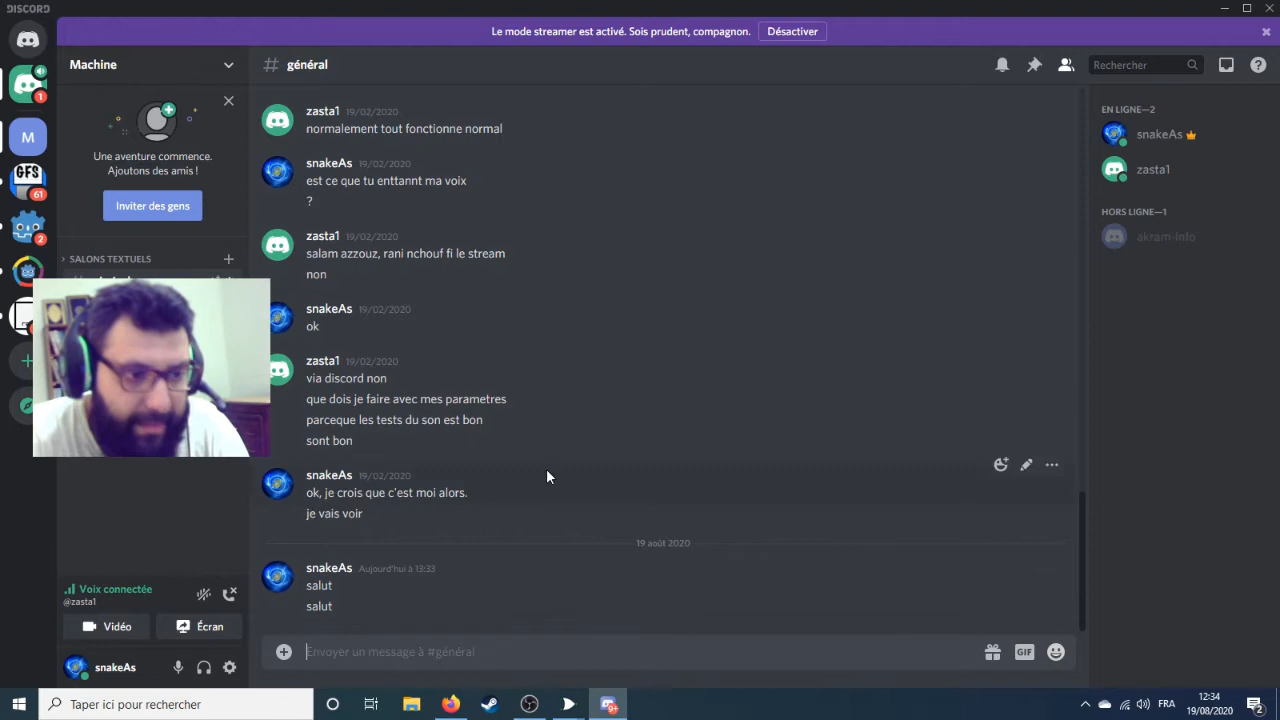 DISCORD
Le mode streamer est activé. Sois prudent, compagnon.
Désactiver
Machine
# général
Rechercher
1
M
GFS
61
2
Une aventure commence.
Ajoutons des amis !
Inviter des gens
SALONS TEXTUELS
zasta1 19/02/2020
normalement tout fonctionne normal
snakeAs 19/02/2020
est ce que tu enttannt ma voix
?
zasta1 19/02/2020
salam azzouz, rani nchouf fi le stream
non
snakeAs 19/02/2020
ok
zasta1 19/02/2020
via discord non
que dois je faire avec mes parametres
parceque les tests du son est bon
sont bon
snakeAs 19/02/2020
ok, je crois que c'est moi alors.
je vais voir
19 août 2020
snakeAs Aujourd'hui à 13:33
salut
salut
Envoyer un message à #général
GIF
EN LIGNE—2
snakeAs
zasta1
HORS LIGNE—1
akram-info
Voix connectée
@zasta1
Vidéo
Écran
snakeAs
Taper ici pour rechercher
9+
FRA
12:34
19/08/2020
2